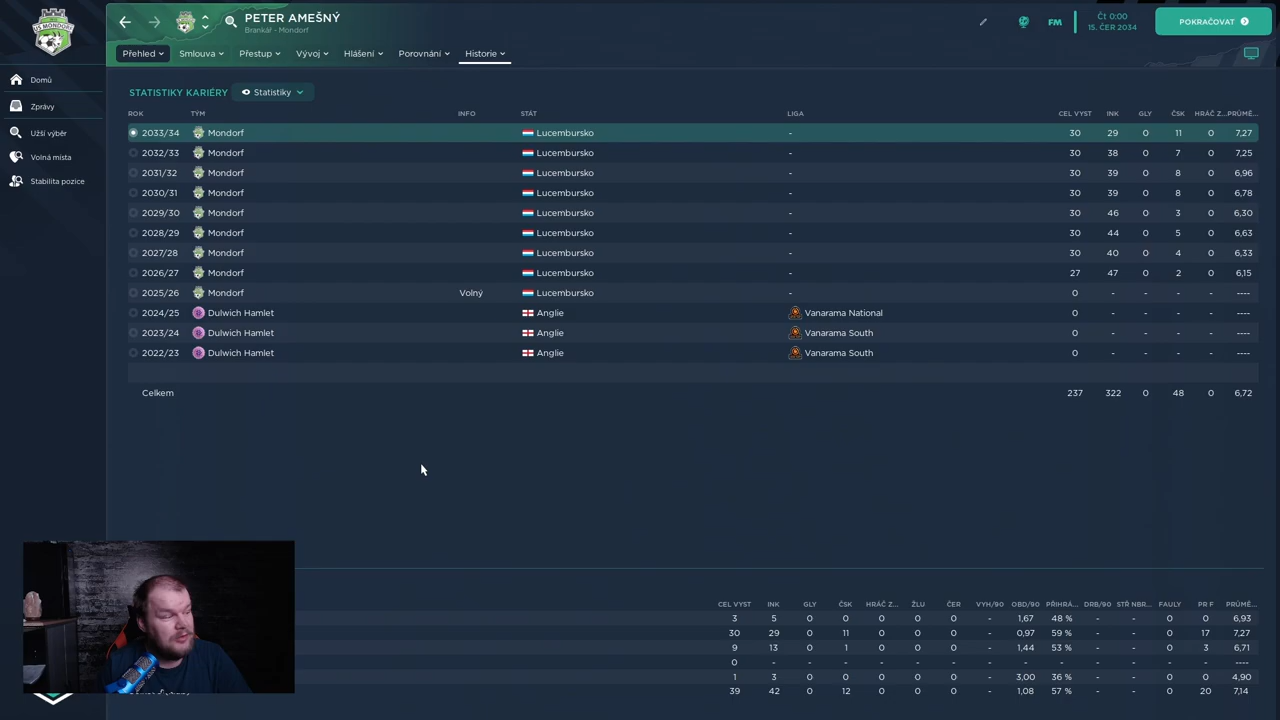 PETER AMEŠNÝ
Brankář - Mondorf
Čt 0:00
15. ČER 2034
FM
POKRAČOVAT
Přehled Smlouva Přestup Vývoj Hlášení Porovnání Historie
Domů
Zprávy
Užší výběr
Volná místa
Stabilita pozice
STATISTIKY KARIÉRY Statistiky
ROK TÝM INFO STÁT LIGA CEL VYST INK GLY ČSK HRÁČ Z... PRŮMĚ...
2033/34 Mondorf Lucembursko - 30 29 0 11 0 7,27
2032/33 Mondorf Lucembursko - 30 38 0 7 0 7,25
2031/32 Mondorf Lucembursko - 30 39 0 8 0 6,96
2030/31 Mondorf Lucembursko - 30 39 0 8 0 6,78
2029/30 Mondorf Lucembursko - 30 46 0 3 0 6,30
2028/29 Mondorf Lucembursko - 30 44 0 5 0 6,63
2027/28 Mondorf Lucembursko - 30 40 0 4 0 6,33
2026/27 Mondorf Lucembursko - 27 47 0 2 0 6,15
2025/26 Mondorf Volný Lucembursko - 0 - - - - ----
2024/25 Dulwich Hamlet Anglie Vanarama National 0 - - - - ----
2023/24 Dulwich Hamlet Anglie Vanarama South 0 - - - - ----
2022/23 Dulwich Hamlet Anglie Vanarama South 0 - - - - ----
Celkem 237 322 0 48 0 6,72
CEL VYST INK GLY ČSK HRÁČ Z... ŽLU ČER VYH/90 OBD/90 PŘIHRÁ... DRB/90 STŘ NBR... FAULY PR F PRŮMĚ...
3 5 0 0 0 0 0 - 1,67 48 % - - 0 0 6,93
30 29 0 11 0 0 0 - 0,97 59 % - - 0 17 7,27
9 13 0 1 0 0 0 - 1,44 53 % - - 0 3 6,71
0 - - - - - - - - - - - - - ----
1 3 0 0 0 0 0 - 3,00 36 % - - 0 0 4,90
39 42 0 12 0 0 0 - 1,08 57 % - - 0 20 7,14